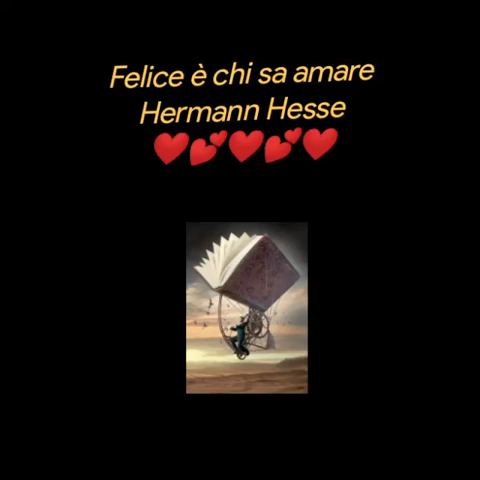 Felice è chi sa amare
Hermann Hesse
❤️💕❤️💕❤️